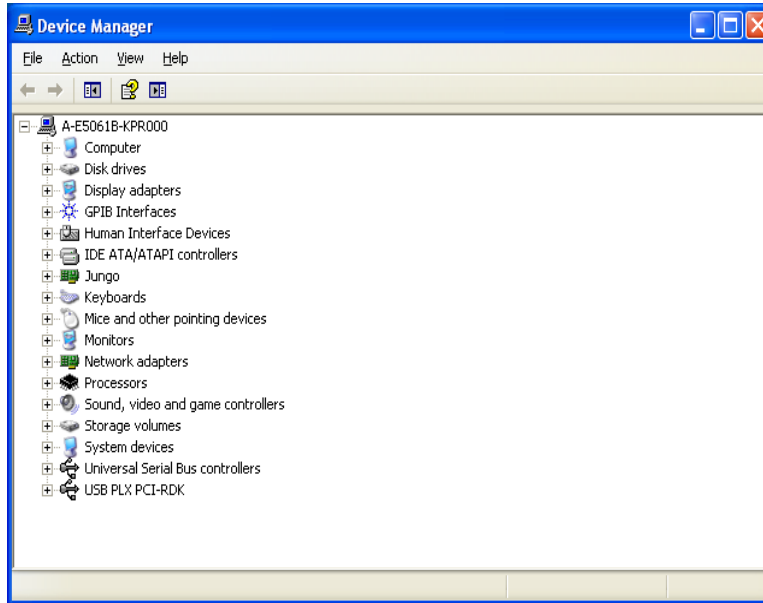 Device Manager
File Action View Help
A-E5061B-KPR000
Computer
Disk drives
Display adapters
GPIB Interfaces
Human Interface Devices
IDE ATA/ATAPI controllers
Jungo
Keyboards
Mice and other pointing devices
Monitors
Network adapters
Processors
Sound, video and game controllers
Storage volumes
System devices
Universal Serial Bus controllers
USB PLX PCI-RDK